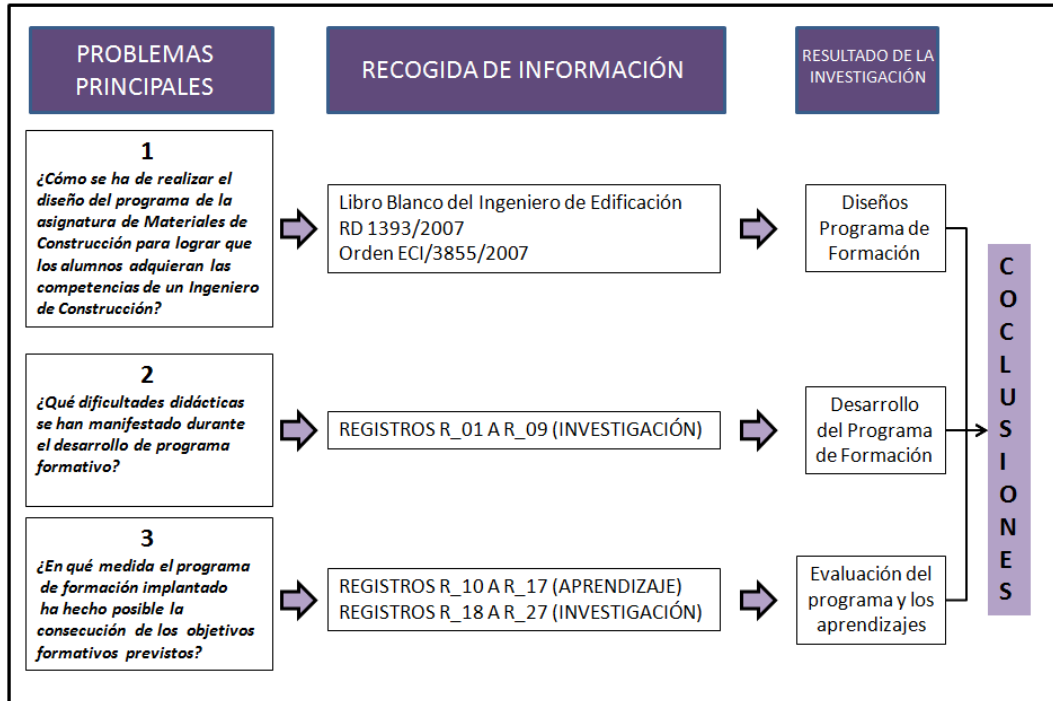 PROBLEMAS
PRINCIPALES
RECOGIDA DE INFORMACIÓN
RESULTADO DE LA
INVESTIGACIÓN
1
¿Cómo se ha de realizar el
diseño del programa de la
asignatura de Materiales de
Construcción para lograr que
los alumnos adquieran las
competencias de un Ingeniero
de Construcción?
Libro Blanco del Ingeniero de Edificación
RD 1393/2007
Orden ECI/3855/2007
Diseños
Programa de
Formación
2
¿Qué dificultades didácticas
se han manifestado durante
el desarrollo de programa
formativo?
REGISTROS R_01 A R_09 (INVESTIGACIÓN)
Desarrollo
del Programa
de Formación
3
¿En qué medida el programa
de formación implantado
ha hecho posible la
consecución de los objetivos
formativos previstos?
REGISTROS R_10 A R_17 (APRENDIZAJE)
REGISTROS R_18 A R_27 (INVESTIGACIÓN)
Evaluación del
programa y los
aprendizajes
COCLUSIONES